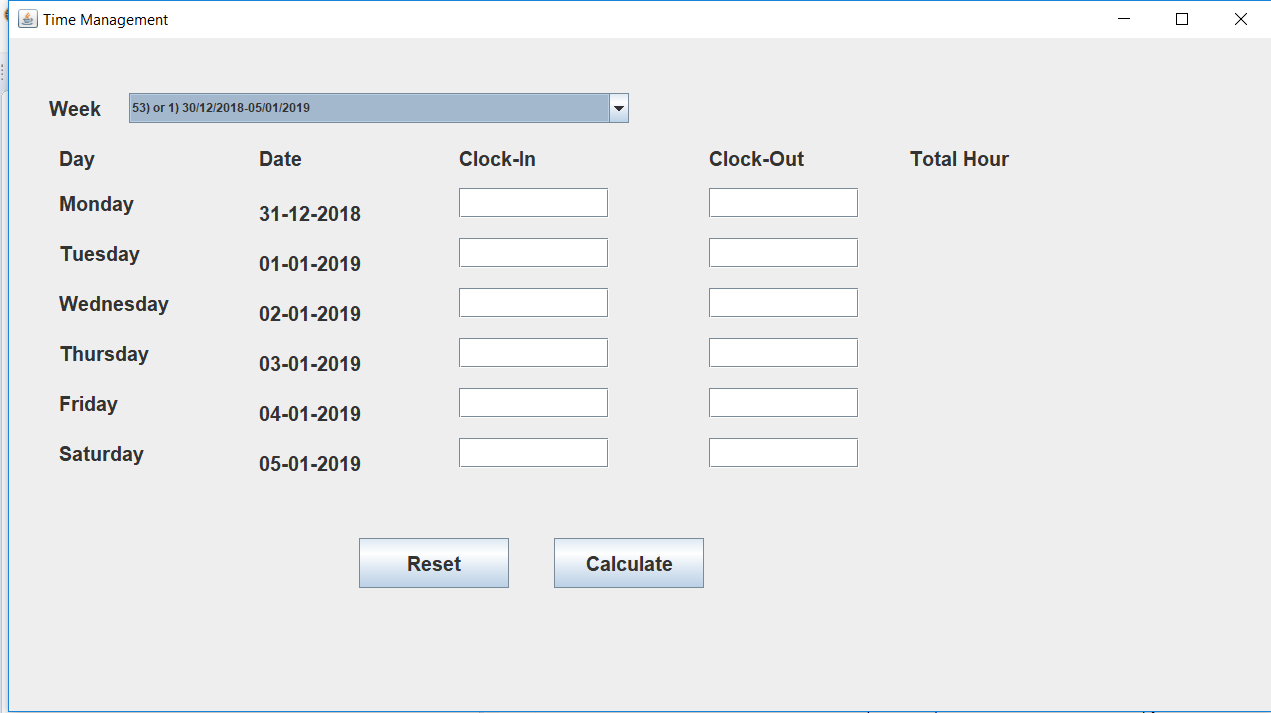 Time Management
Week 53) or 1) 30/12/2018-05/01/2019
Day Date Clock-In Clock-Out Total Hour
Monday 31-12-2018
Tuesday 01-01-2019
Wednesday 02-01-2019
Thursday 03-01-2019
Friday 04-01-2019
Saturday 05-01-2019
Reset Calculate